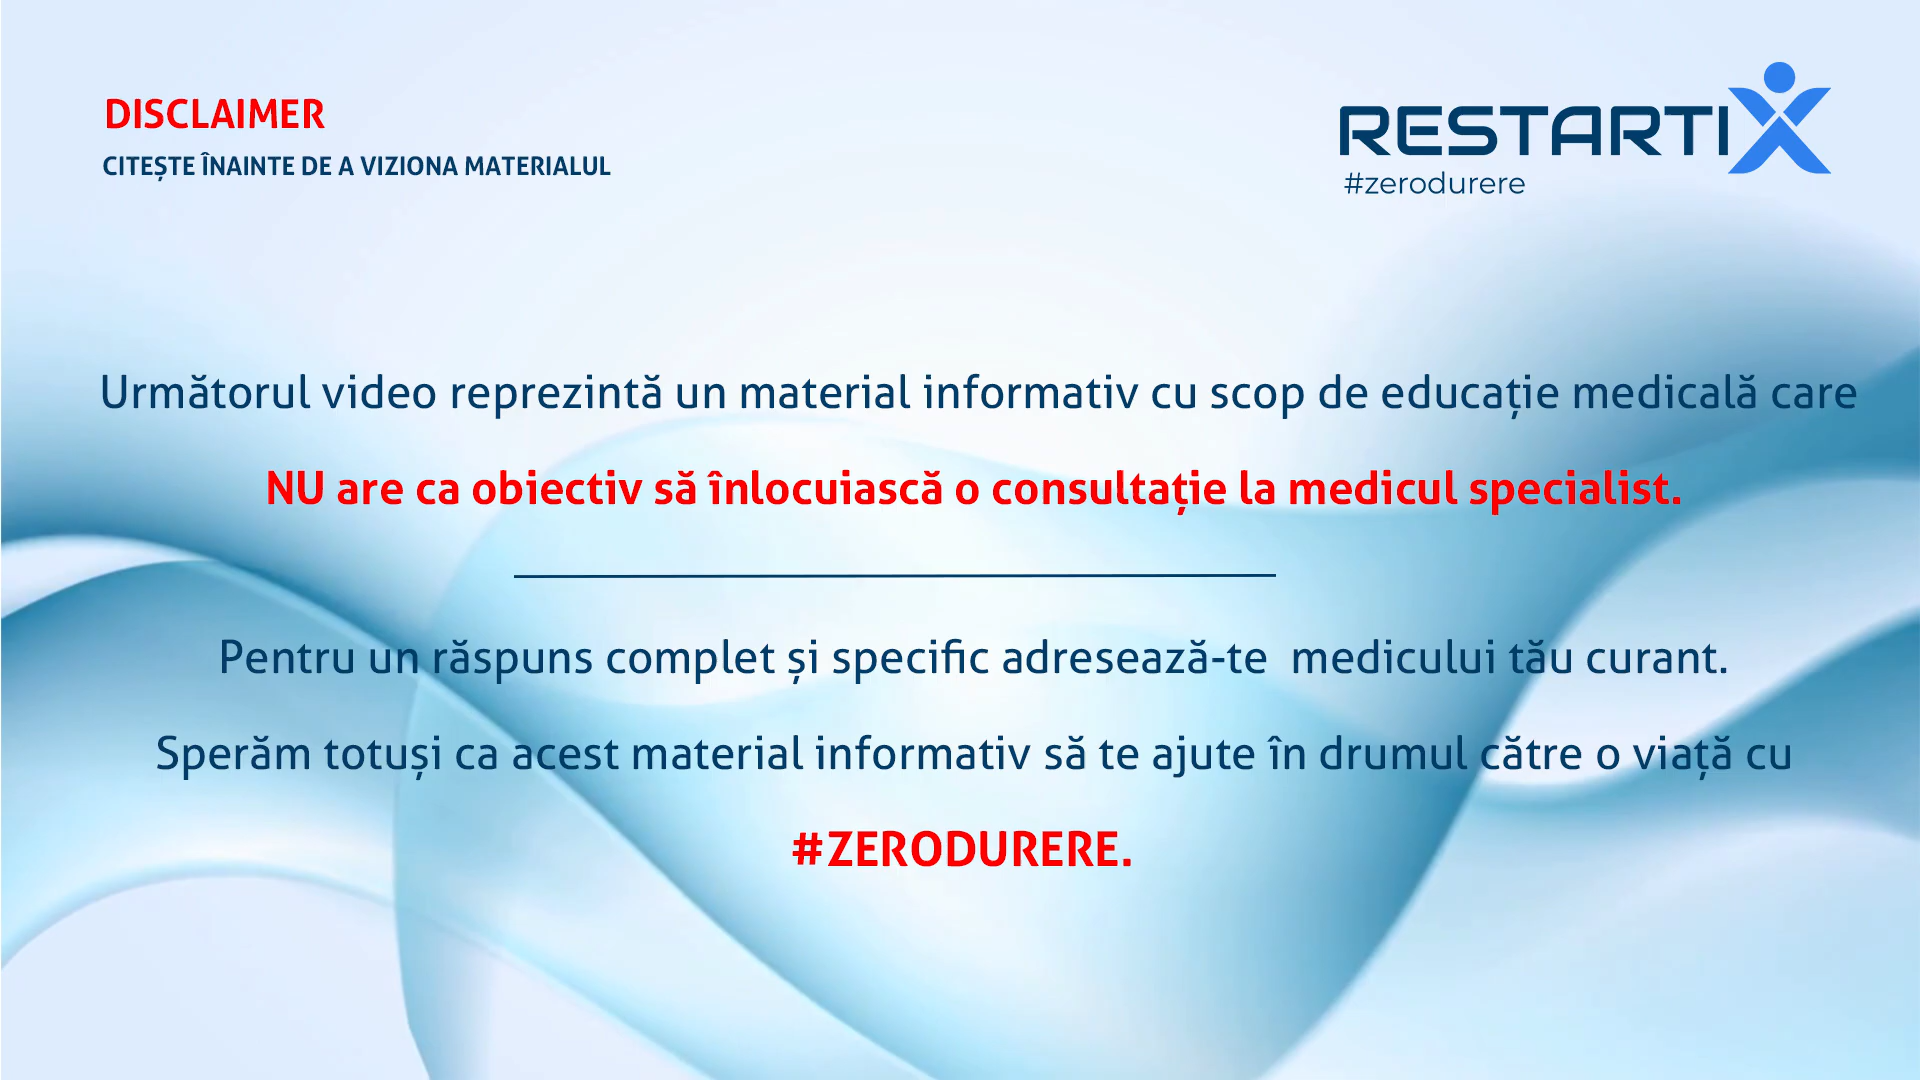 DISCLAIMER
CITEȘTE ÎNAINTE DE A VIZIONA MATERIALUL
RESTARTIX
#zerodurere
Următorul video reprezintă un material informativ cu scop de educație medicală care
NU are ca obiectiv să înlocuiască o consultație la medicul specialist.
Pentru un răspuns complet și specific adresează-te medicului tău curant.
Sperăm totuși ca acest material informativ să te ajute în drumul către o viață cu
#ZERODURERE.